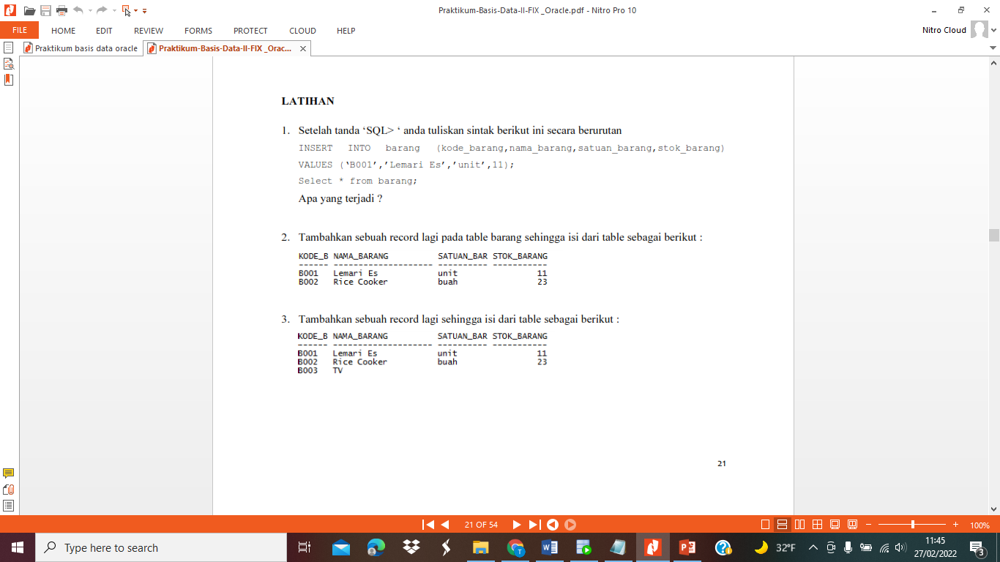 Praktikum-Basis-Data-II-FIX _Oracle.pdf - Nitro Pro 10
FILE HOME EDIT REVIEW FORMS PROTECT CLOUD HELP Nitro Cloud
Praktikum basis data oracle Praktikum-Basis-Data-II-FIX _Orac...
LATIHAN
1. Setelah tanda ‘SQL> ‘ anda tuliskan sintak berikut ini secara berurutan
INSERT INTO barang (kode_barang,nama_barang,satuan_barang,stok_barang)
VALUES (‘B001’,’Lemari Es’,’unit’,11);
Select * from barang;
Apa yang terjadi ?
2. Tambahkan sebuah record lagi pada table barang sehingga isi dari table sebagai berikut :
KODE_B NAMA_BARANG SATUAN_BAR STOK_BARANG
------ -------------------- ---------- -----------
B001 Lemari Es unit 11
B002 Rice Cooker buah 23
3. Tambahkan sebuah record lagi sehingga isi dari table sebagai berikut :
KODE_B NAMA_BARANG SATUAN_BAR STOK_BARANG
------ -------------------- ---------- -----------
B001 Lemari Es unit 11
B002 Rice Cooker buah 23
B003 TV
21
21 OF 54 100%
Type here to search 32°F 11:45
27/02/2022 3